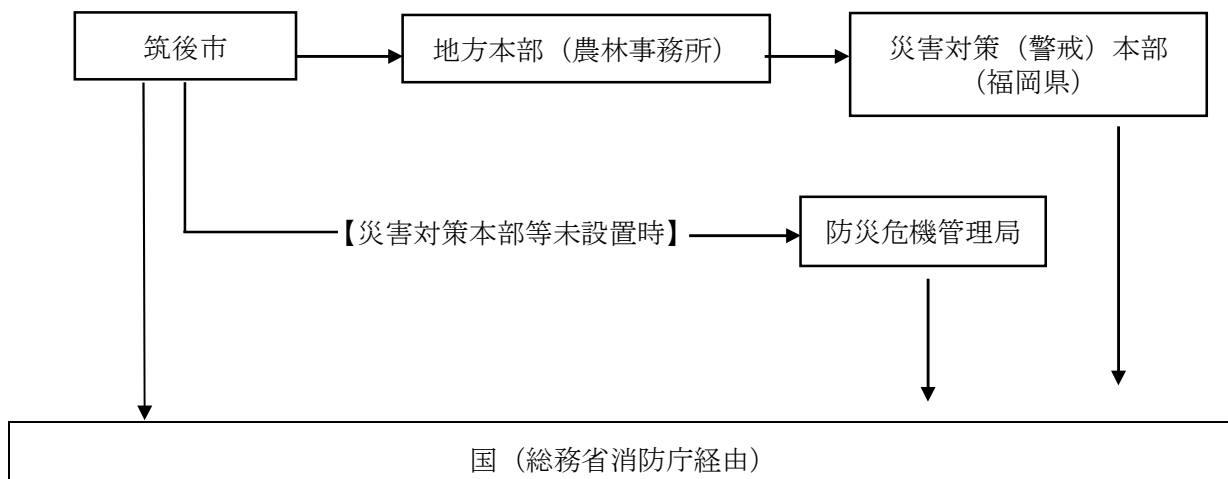 筑後市
地方本部（農林事務所）
災害対策（警戒）本部
（福岡県）
【災害対策本部等未設置時】
防災危機管理局
国（総務省消防庁経由）